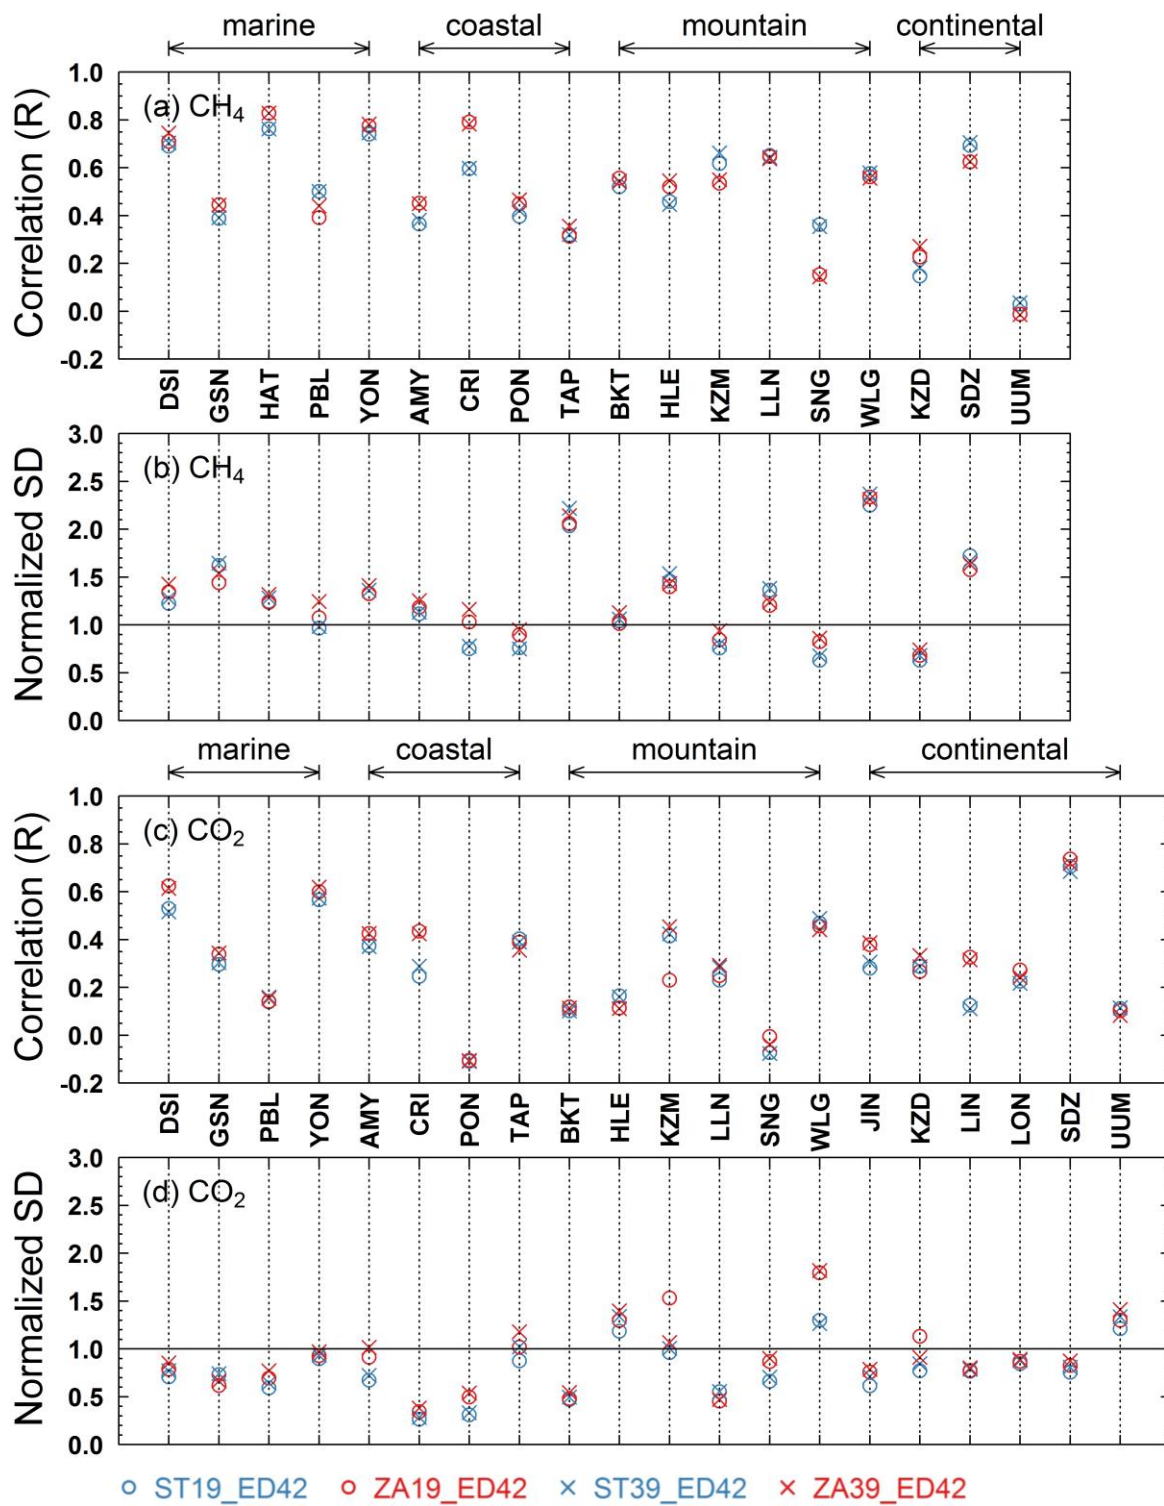 marine coastal mountain continental
Correlation (R)
(a) CH₄
1.0
0.8
0.6
0.4
0.2
0.0
-0.2
DSI GSN HAT PBL YON AMY CRI PON TAP BKT HLE KZM LLN SNG WLG KZD SDZ UUM
Normalized SD
(b) CH₄
3.0
2.5
2.0
1.5
1.0
0.5
0.0
marine coastal mountain continental
Correlation (R)
(c) CO₂
1.0
0.8
0.6
0.4
0.2
0.0
-0.2
DSI GSN PBL YON AMY CRI PON TAP BKT HLE KZM LLN SNG WLG JIN KZD LIN LON SDZ UUM
Normalized SD
(d) CO₂
3.0
2.5
2.0
1.5
1.0
0.5
0.0
ST19_ED42 ZA19_ED42 ST39_ED42 ZA39_ED42